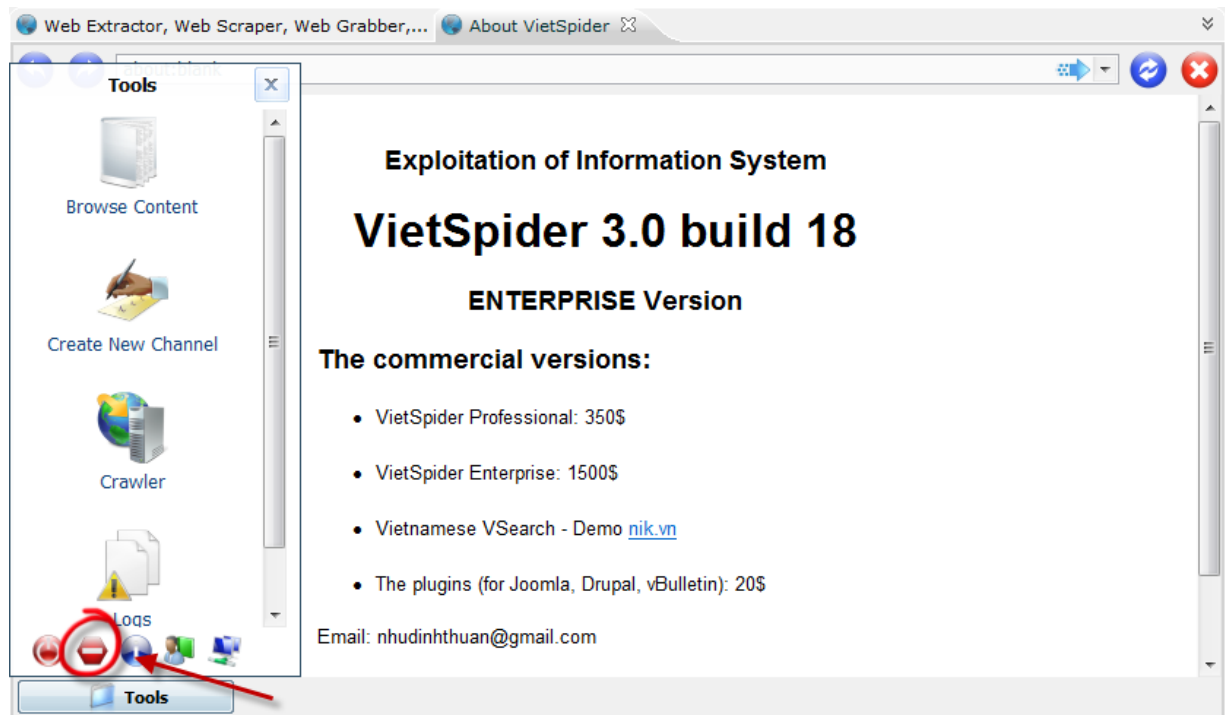 Web Extractor, Web Scraper, Web Grabber,...
About VietSpider
about:blank
Tools
Browse Content
Create New Channel
Crawler
Logs
Tools
Exploitation of Information System
VietSpider 3.0 build 18
ENTERPRISE Version
The commercial versions:
VietSpider Professional: 350$
VietSpider Enterprise: 1500$
Vietnamese VSearch - Demo nik.vn
The plugins (for Joomla, Drupal, vBulletin): 20$
Email: nhudinhthuan@gmail.com